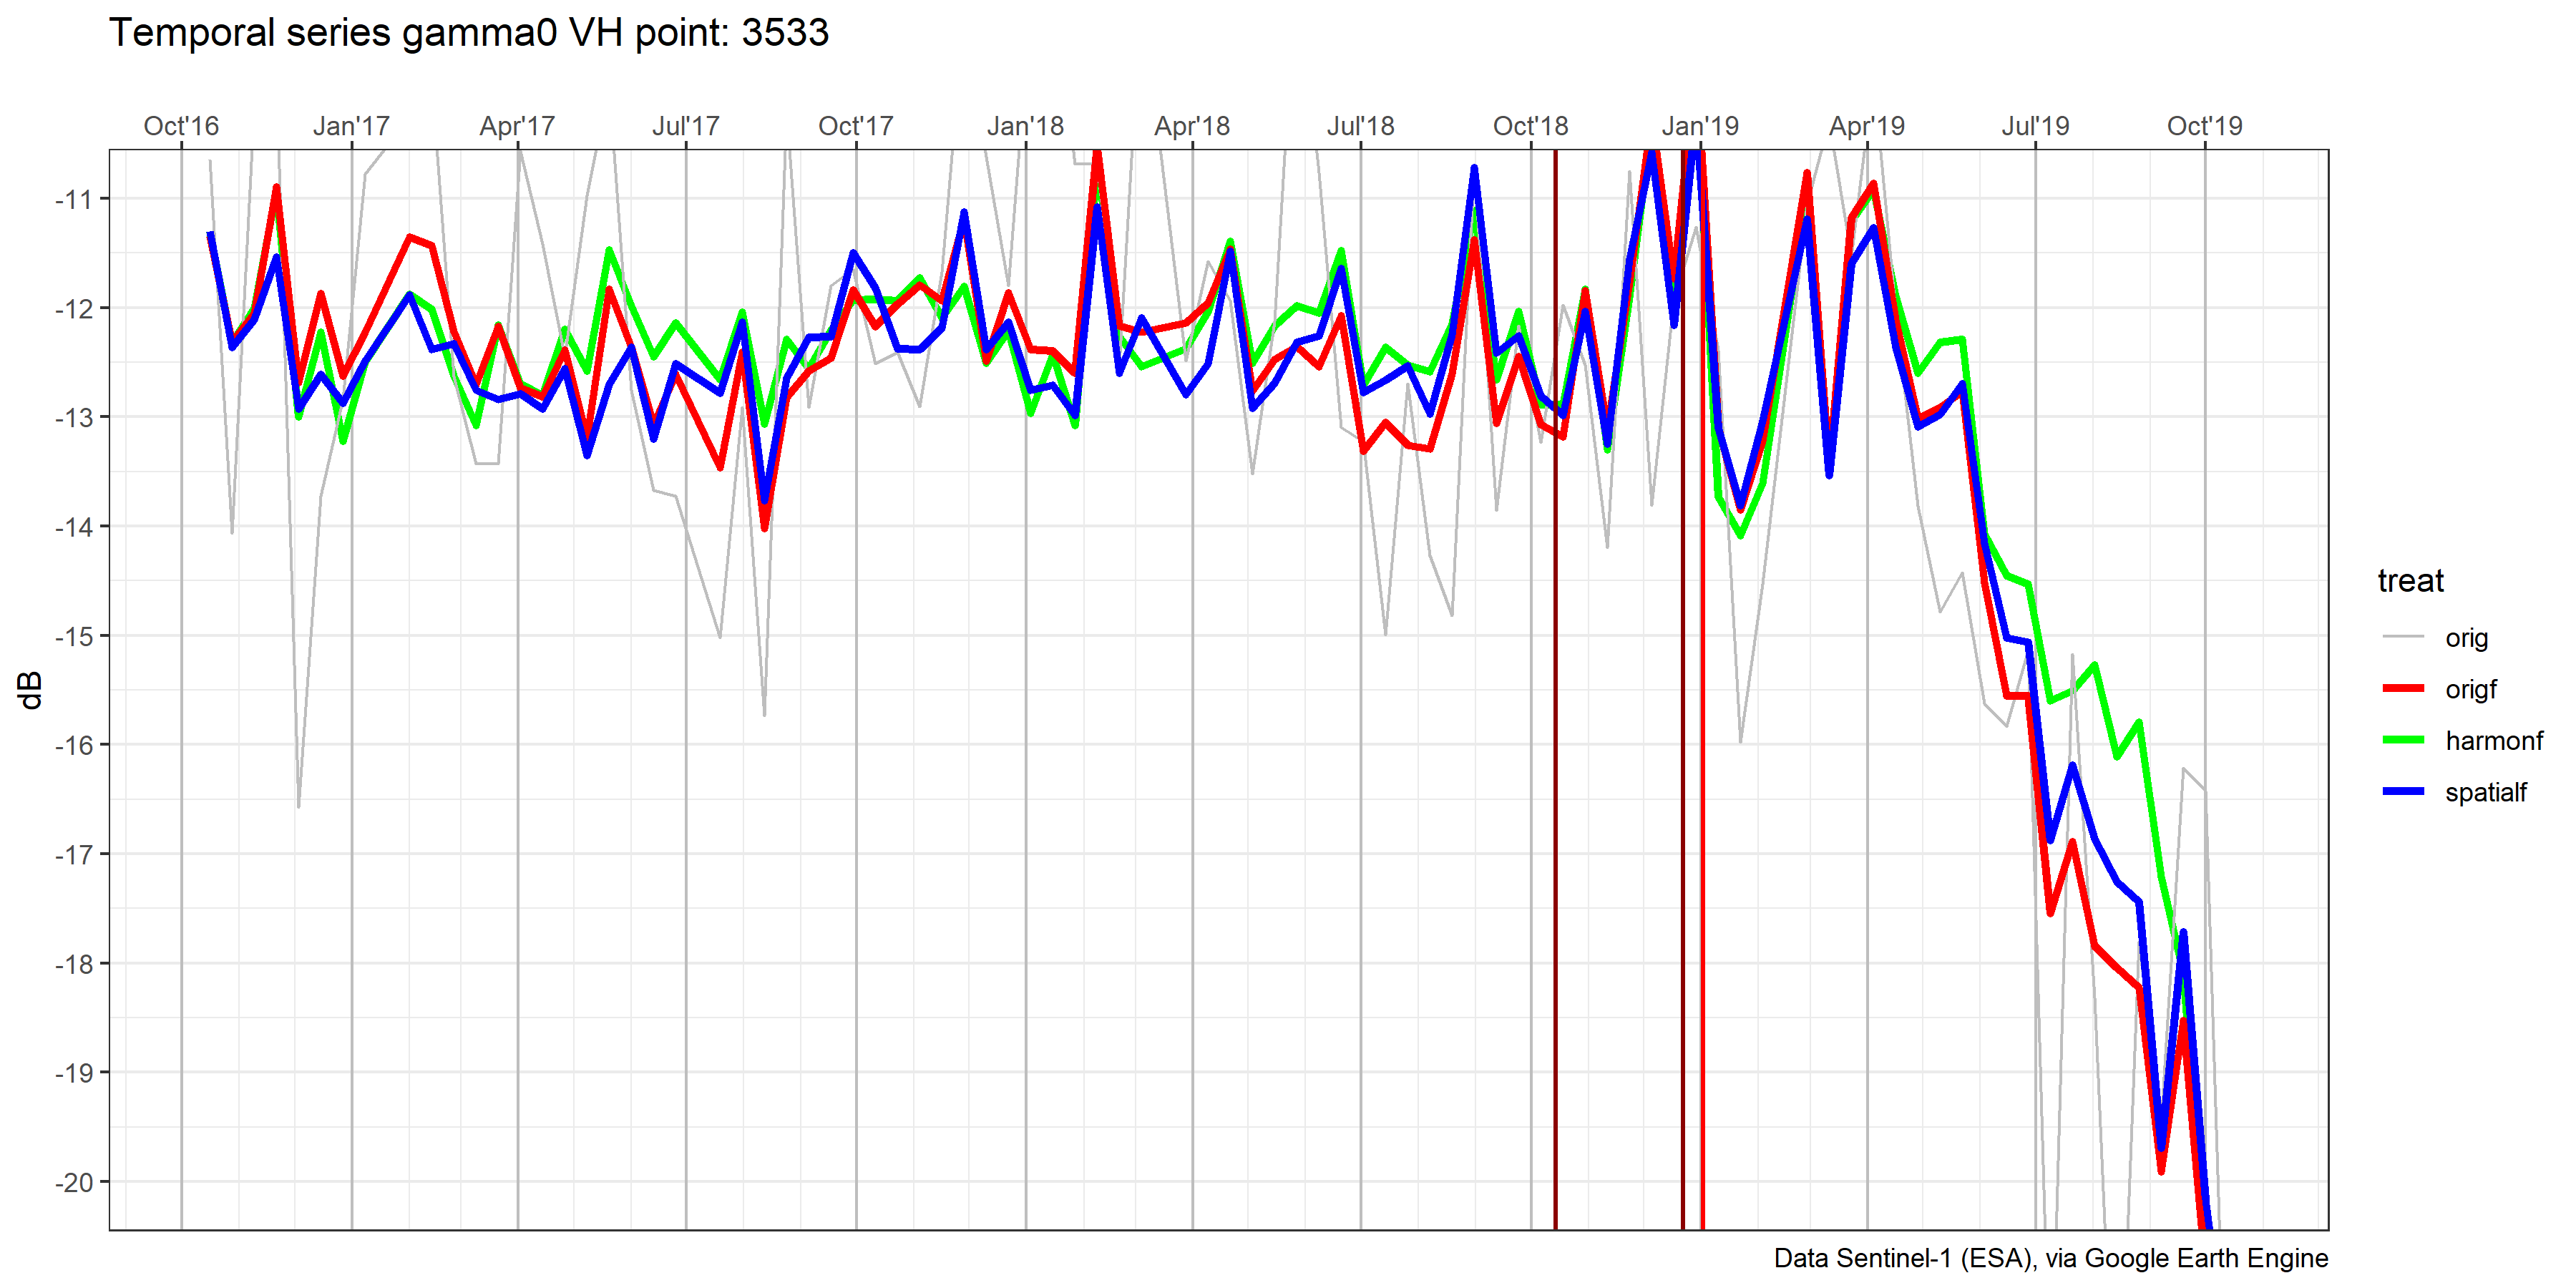 Temporal series gamma0 VH point: 3533
Oct'16 Jan'17 Apr'17 Jul'17 Oct'17 Jan'18 Apr'18 Jul'18 Oct'18 Jan'19 Apr'19 Jul'19 Oct'19
-11
-12
-13
-14
-15
-16
-17
-18
-19
-20
dB
treat
orig
origf
harmonf
spatialf
Data Sentinel-1 (ESA), via Google Earth Engine